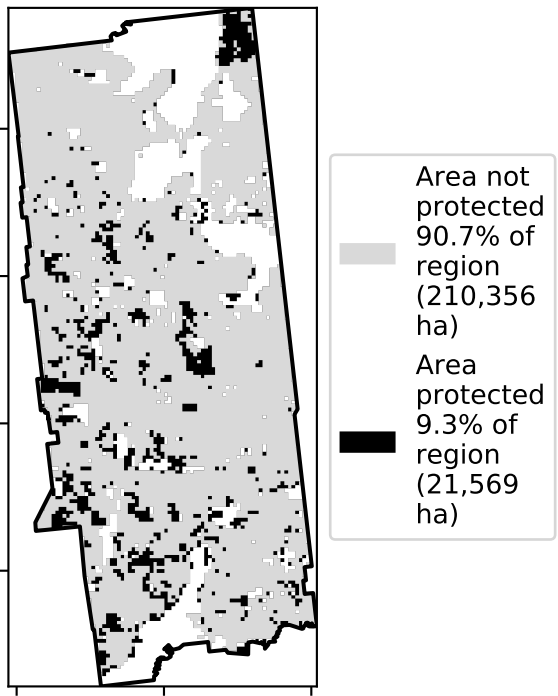 Area not
protected
90.7% of
region
(210,356
ha)
Area
protected
9.3% of
region
(21,569
ha)